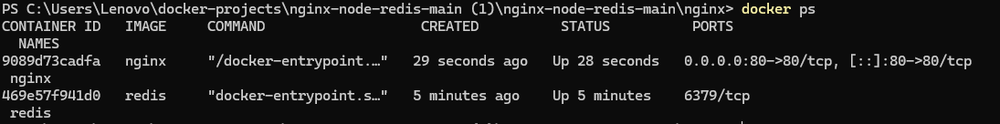 PS C:\Users\Lenovo\docker-projects\nginx-node-redis-main (1)\nginx-node-redis-main\nginx> docker ps
CONTAINER ID   IMAGE     COMMAND                  CREATED          STATUS          PORTS
  NAMES
9089d73cadfa   nginx     "/docker-entrypoint.…"   29 seconds ago   Up 28 seconds   0.0.0.0:80->80/tcp, [::]:80->80/tcp
 nginx
469e57f941d0   redis     "docker-entrypoint.s…"   5 minutes ago    Up 5 minutes    6379/tcp
 redis